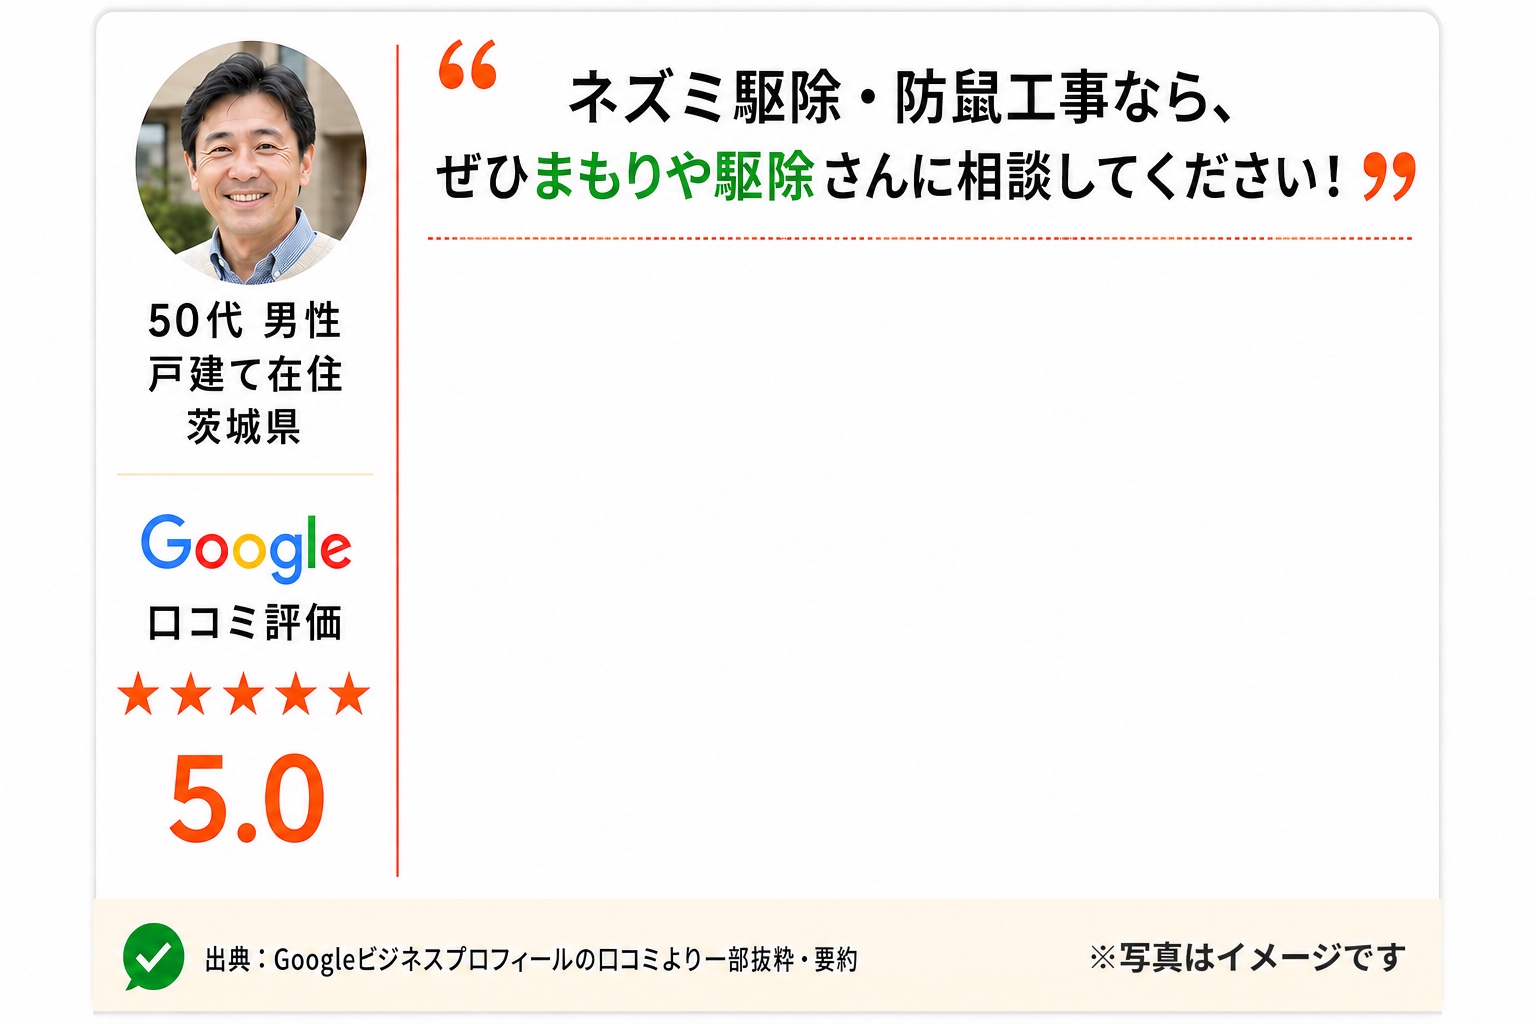 50代 男性
戸建て在住
茨城県
Google
口コミ評価
★★★★★
5.0
“ネズミ駆除・防鼠工事なら、
ぜひまもりや駆除さんに相談してください！”
出典：Googleビジネスプロフィールの口コミより一部抜粋・要約
※写真はイメージです